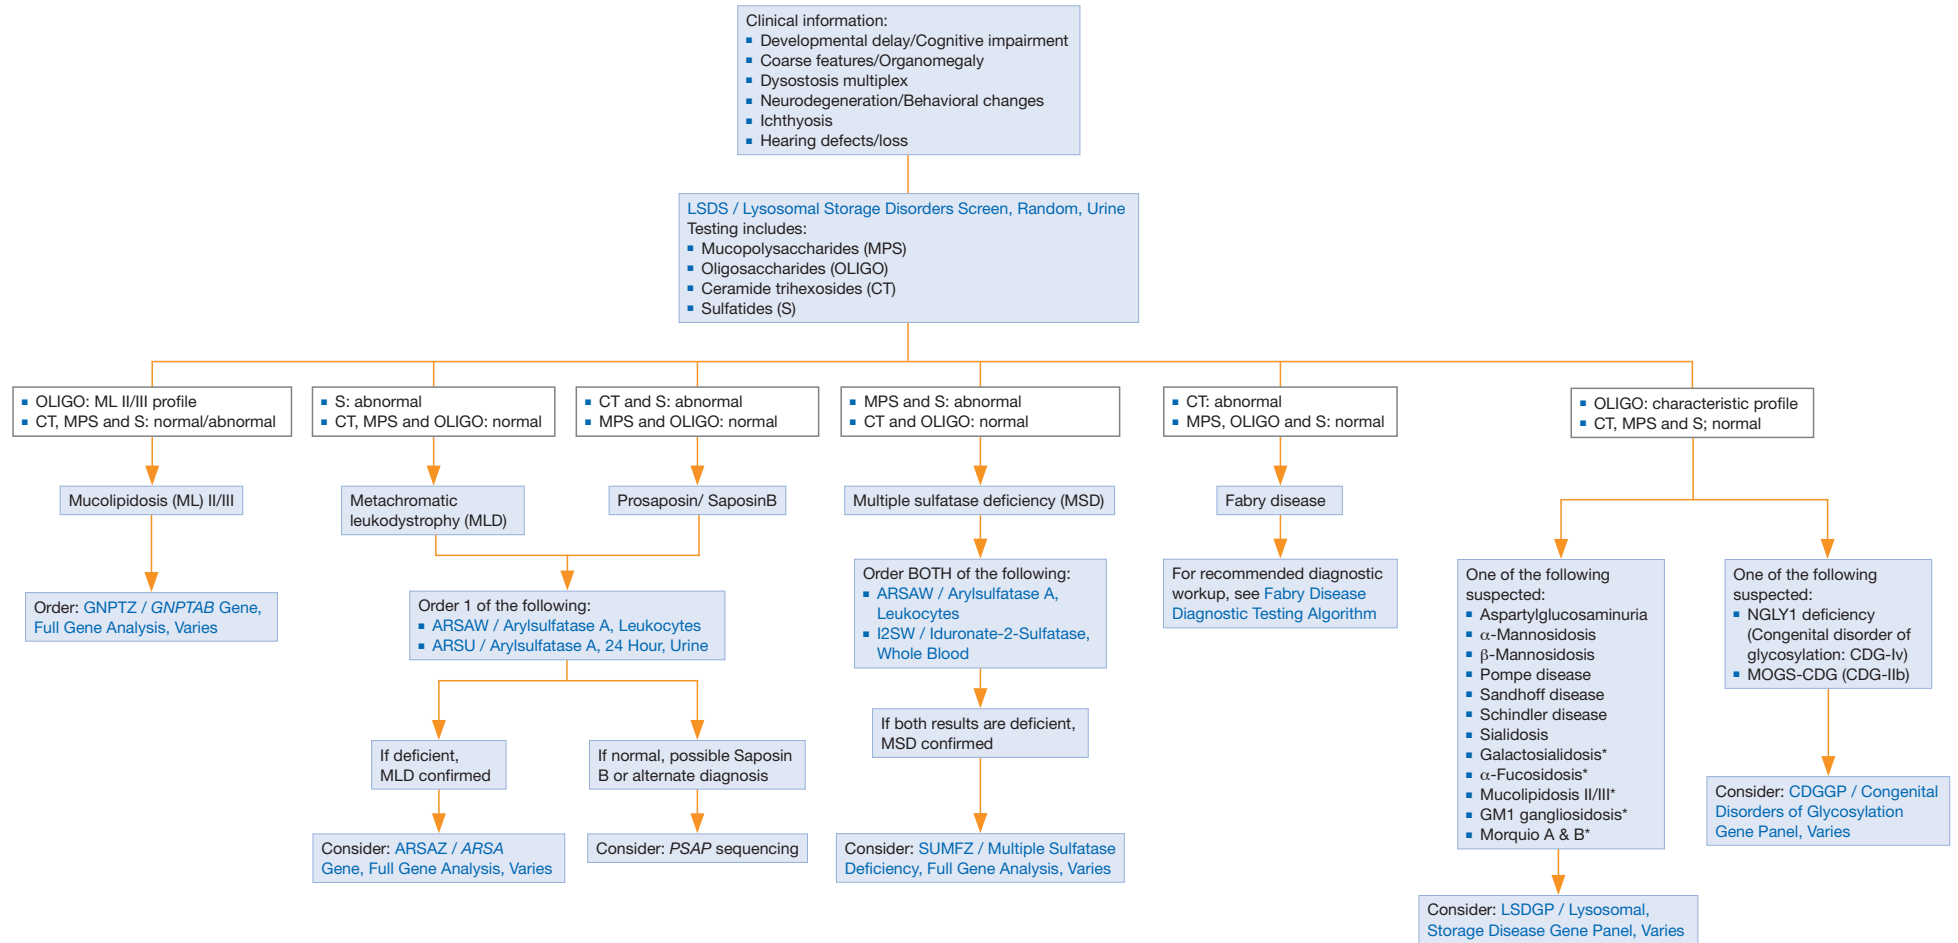 Clinical information:
▪ Developmental delay/Cognitive impairment
▪ Coarse features/Organomegaly
▪ Dysostosis multiplex
▪ Neurodegeneration/Behavioral changes
▪ Ichthyosis
▪ Hearing defects/loss
LSDS / Lysosomal Storage Disorders Screen, Random, Urine
Testing includes:
▪ Mucopolysaccharides (MPS)
▪ Oligosaccharides (OLIGO)
▪ Ceramide trihexosides (CT)
▪ Sulfatides (S)
▪ OLIGO: ML II/III profile
▪ CT, MPS and S: normal/abnormal
▪ S: abnormal
▪ CT, MPS and OLIGO: normal
▪ CT and S: abnormal
▪ MPS and OLIGO: normal
▪ MPS and S: abnormal
▪ CT and OLIGO: normal
▪ CT: abnormal
▪ MPS, OLIGO and S: normal
▪ OLIGO: characteristic profile
▪ CT, MPS and S; normal
Mucolipidosis (ML) II/III
Metachromatic
leukodystrophy (MLD)
Prosaposin/ SaposinB
Multiple sulfatase deficiency (MSD)
Fabry disease
Order: GNPTZ / GNPTAB Gene,
Full Gene Analysis, Varies
Order 1 of the following:
▪ ARSAW / Arylsulfatase A, Leukocytes
▪ ARSU / Arylsulfatase A, 24 Hour, Urine
Order BOTH of the following:
▪ ARSAW / Arylsulfatase A,
Leukocytes
▪ I2SW / Iduronate-2-Sulfatase,
Whole Blood
For recommended diagnostic
workup, see Fabry Disease
Diagnostic Testing Algorithm
One of the following
suspected:
▪ Aspartylglucosaminuria
▪ α-Mannosidosis
▪ β-Mannosidosis
▪ Pompe disease
▪ Sandhoff disease
▪ Schindler disease
▪ Sialidosis
▪ Galactosialidosis*
▪ α-Fucosidosis*
▪ Mucolipidosis II/III*
▪ GM1 gangliosidosis*
▪ Morquio A & B*
One of the following
suspected:
▪ NGLY1 deficiency
(Congenital disorder of
glycosylation: CDG-Iv)
▪ MOGS-CDG (CDG-IIb)
If deficient,
MLD confirmed
If normal, possible Saposin
B or alternate diagnosis
If both results are deficient,
MSD confirmed
Consider: ARSAZ / ARSA
Gene, Full Gene Analysis, Varies
Consider: PSAP sequencing
Consider: SUMFZ / Multiple Sulfatase
Deficiency, Full Gene Analysis, Varies
Consider: CDGGP / Congenital
Disorders of Glycosylation
Gene Panel, Varies
Consider: LSDGP / Lysosomal,
Storage Disease Gene Panel, Varies